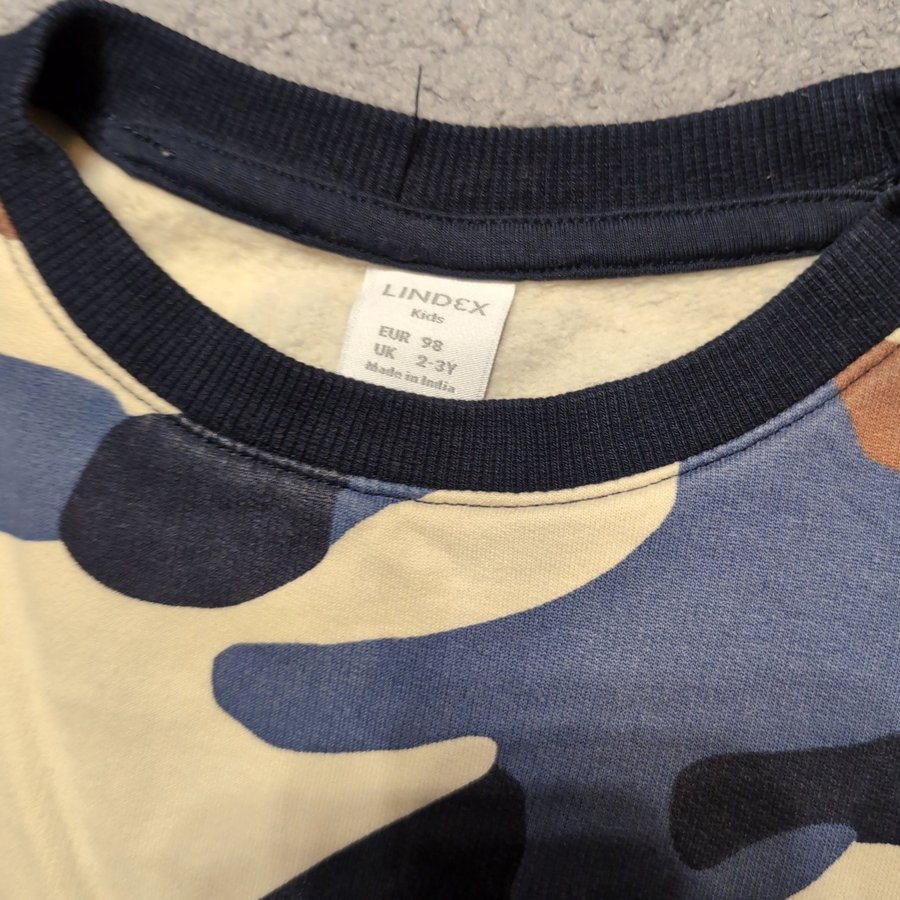 LINDEX
Kids
EUR 98
UK 2-3Y
Made in India